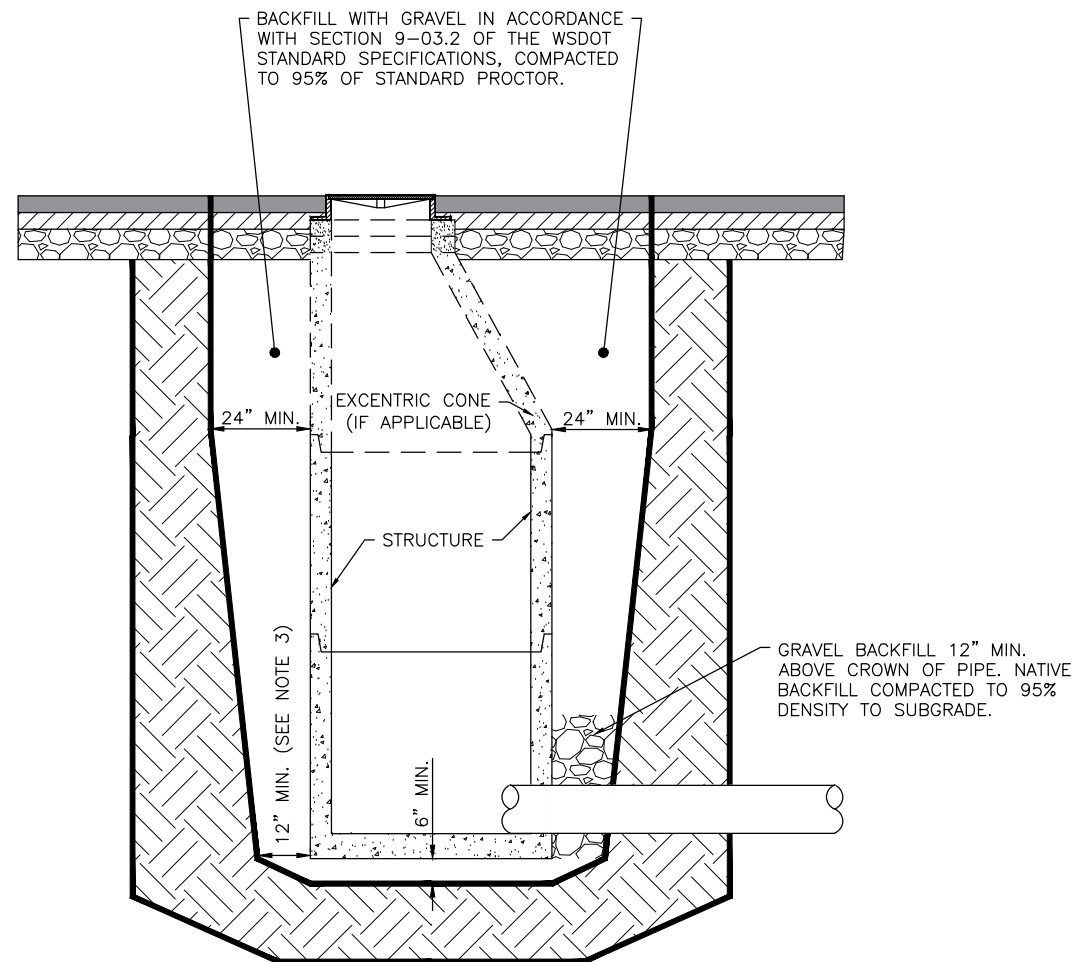 BACKFILL WITH GRAVEL IN ACCORDANCE
WITH SECTION 9-03.2 OF THE WSDOT
STANDARD SPECIFICATIONS, COMPACTED
TO 95% OF STANDARD PROCTOR.
24" MIN.
EXCENTRIC CONE
(IF APPLICABLE)
24" MIN.
STRUCTURE
12" MIN. (SEE NOTE 3)
6" MIN.
GRAVEL BACKFILL 12" MIN.
ABOVE CROWN OF PIPE. NATIVE
BACKFILL COMPACTED TO 95%
DENSITY TO SUBGRADE.